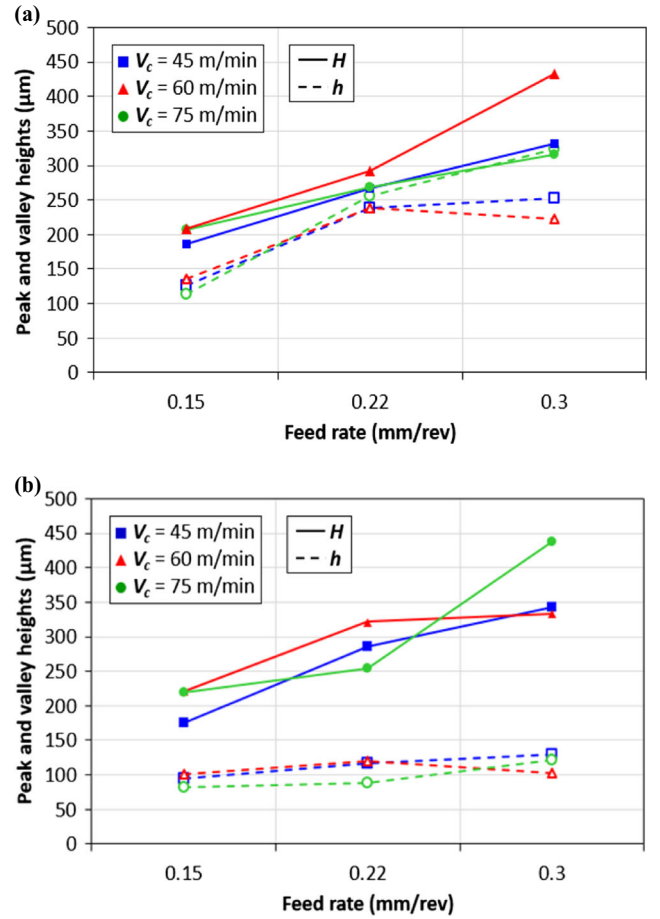 (a)
500
450
400
350
300
250
200
150
100
50
0
Peak and valley heights (µm)
Vc = 45 m/min
Vc = 60 m/min
Vc = 75 m/min
H
h
0.15 0.22 0.3
Feed rate (mm/rev)
(b)
500
450
400
350
300
250
200
150
100
50
0
Peak and valley heights (µm)
Vc = 45 m/min
Vc = 60 m/min
Vc = 75 m/min
H
h
0.15 0.22 0.3
Feed rate (mm/rev)